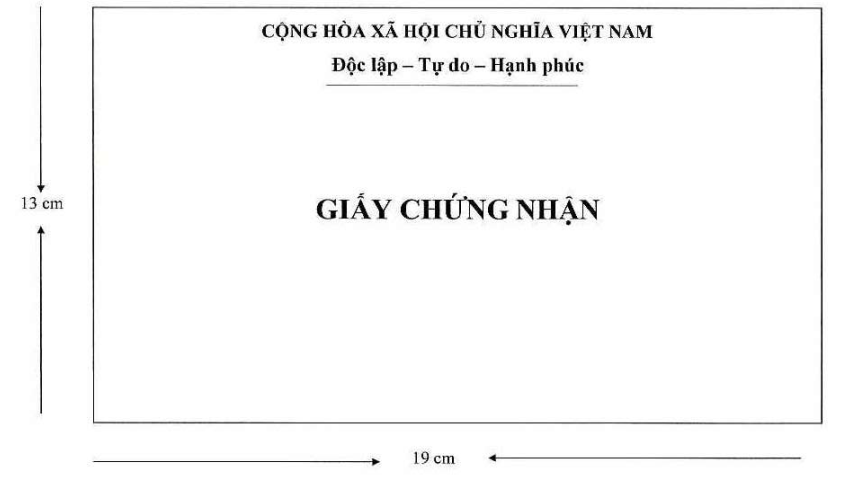 CỘNG HÒA XÃ HỘI CHỦ NGHĨA VIỆT NAM
Độc lập – Tự do – Hạnh phúc
13 cm
GIẤY CHỨNG NHẬN
19 cm